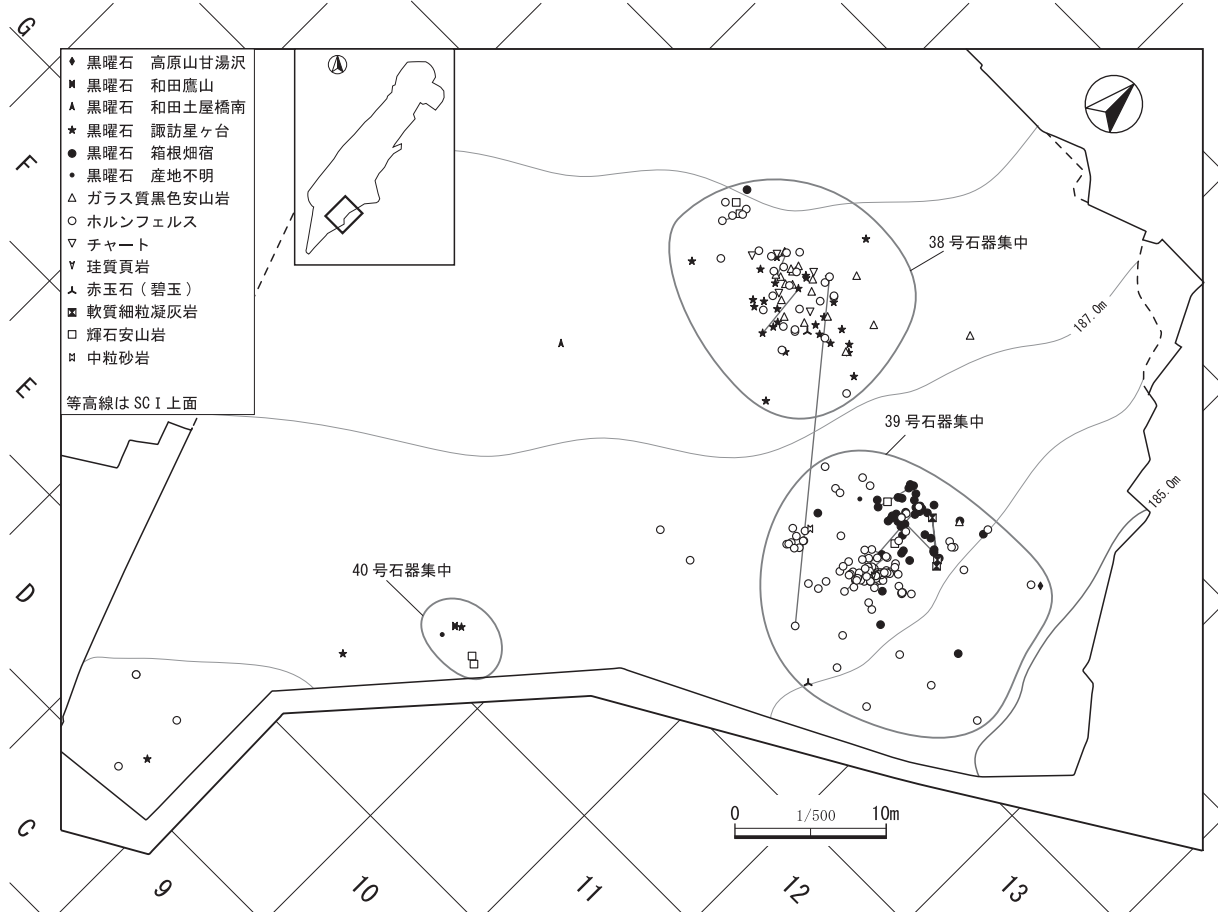 G
F
E
D
C
黒曜石 高原山甘湯沢
黒曜石 和田鷹山
黒曜石 和田土屋橋南
黒曜石 諏訪星ヶ台
黒曜石 箱根畑宿
黒曜石 産地不明
ガラス質黒色安山岩
ホルンフェルス
チャート
珪質頁岩
赤玉石（碧玉）
軟質細粒凝灰岩
輝石安山岩
中粒砂岩
等高線は SCⅠ上面
38 号石器集中
187.0m
39 号石器集中
185.0m
40 号石器集中
0 1/500 10m
9 10 11 12 13